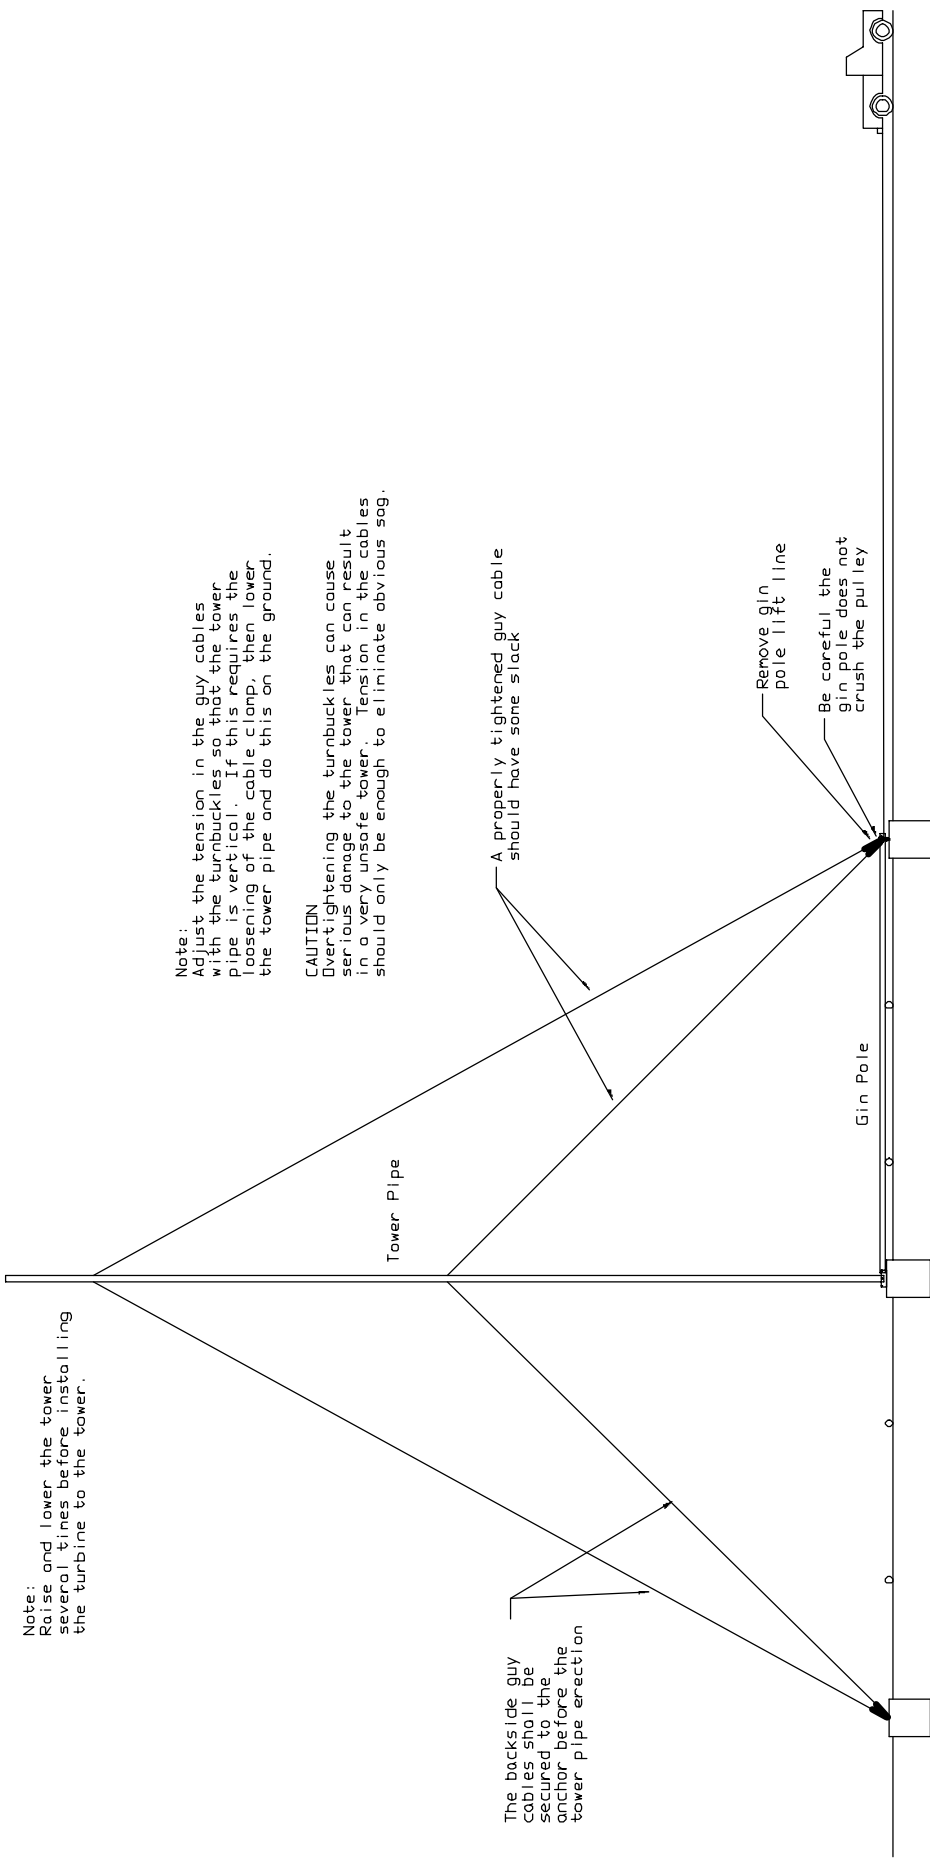 Note:
Raise and lower the tower
several times before installing
the turbine to the tower.
Note:
Adjust the tension in the guy cables
with the turnbuckles so that the tower
pipe is vertical. If this requires the
loosening of the cable clamp, then lower
the tower pipe and do this on the ground.
CAUTION
Overtightening the turnbuckles can cause
serious damage to the tower that can result
in a very unsafe tower. Tension in the cables
should only be enough to eliminate obvious sag.
Tower Pipe
The backside guy
cables shall be
secured to the
anchor before the
tower pipe erection
A properly tightened guy cable
should have some slack
Remove gin
pole lift line
Be careful the
gin pole does not
crush the pulley
Gin Pole